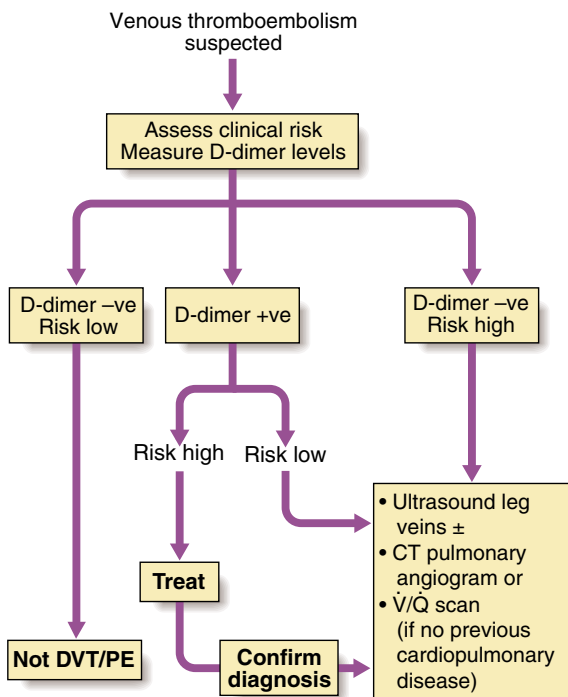 Venous thromboembolism
suspected
Assess clinical risk
Measure D-dimer levels
D-dimer –ve
Risk low
D-dimer +ve
D-dimer –ve
Risk high
Risk high
Risk low
• Ultrasound leg
veins ±
• CT pulmonary
angiogram or
• V̇/Q̇ scan
(if no previous
cardiopulmonary
disease)
Treat
Not DVT/PE
Confirm
diagnosis